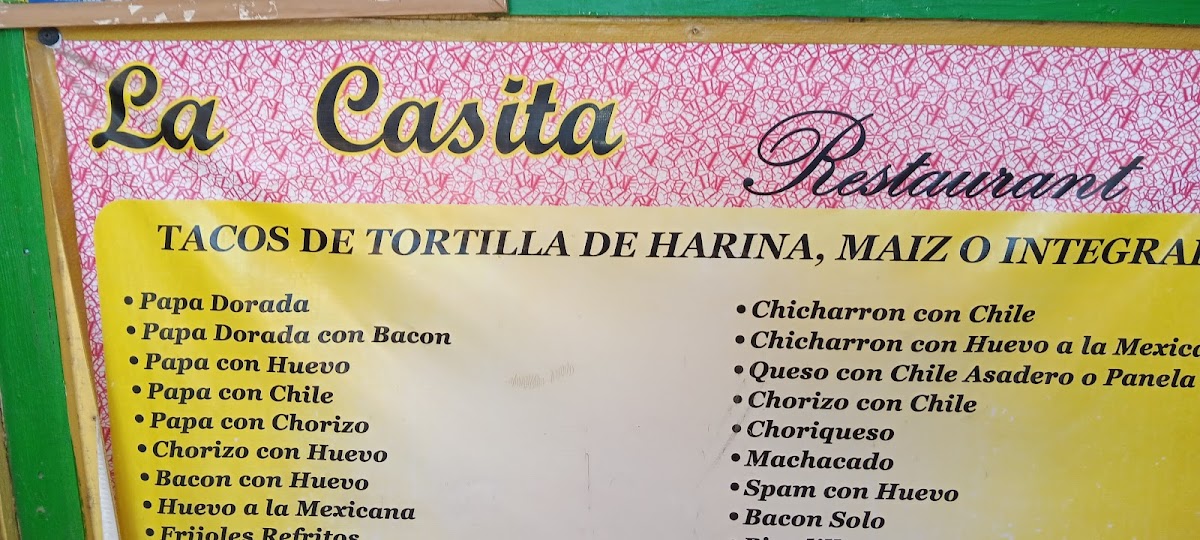 La Casita
Restaurant
TACOS DE TORTILLA DE HARINA, MAIZ O INTEGRAL
• Papa Dorada
• Papa Dorada con Bacon
• Papa con Huevo
• Papa con Chile
• Papa con Chorizo
• Chorizo con Huevo
• Bacon con Huevo
• Huevo a la Mexicana
• Frijoles Refritos
• Chicharron con Chile
• Chicharron con Huevo a la Mexica
• Queso con Chile Asadero o Panela
• Chorizo con Chile
• Choriqueso
• Machacado
• Spam con Huevo
• Bacon Solo